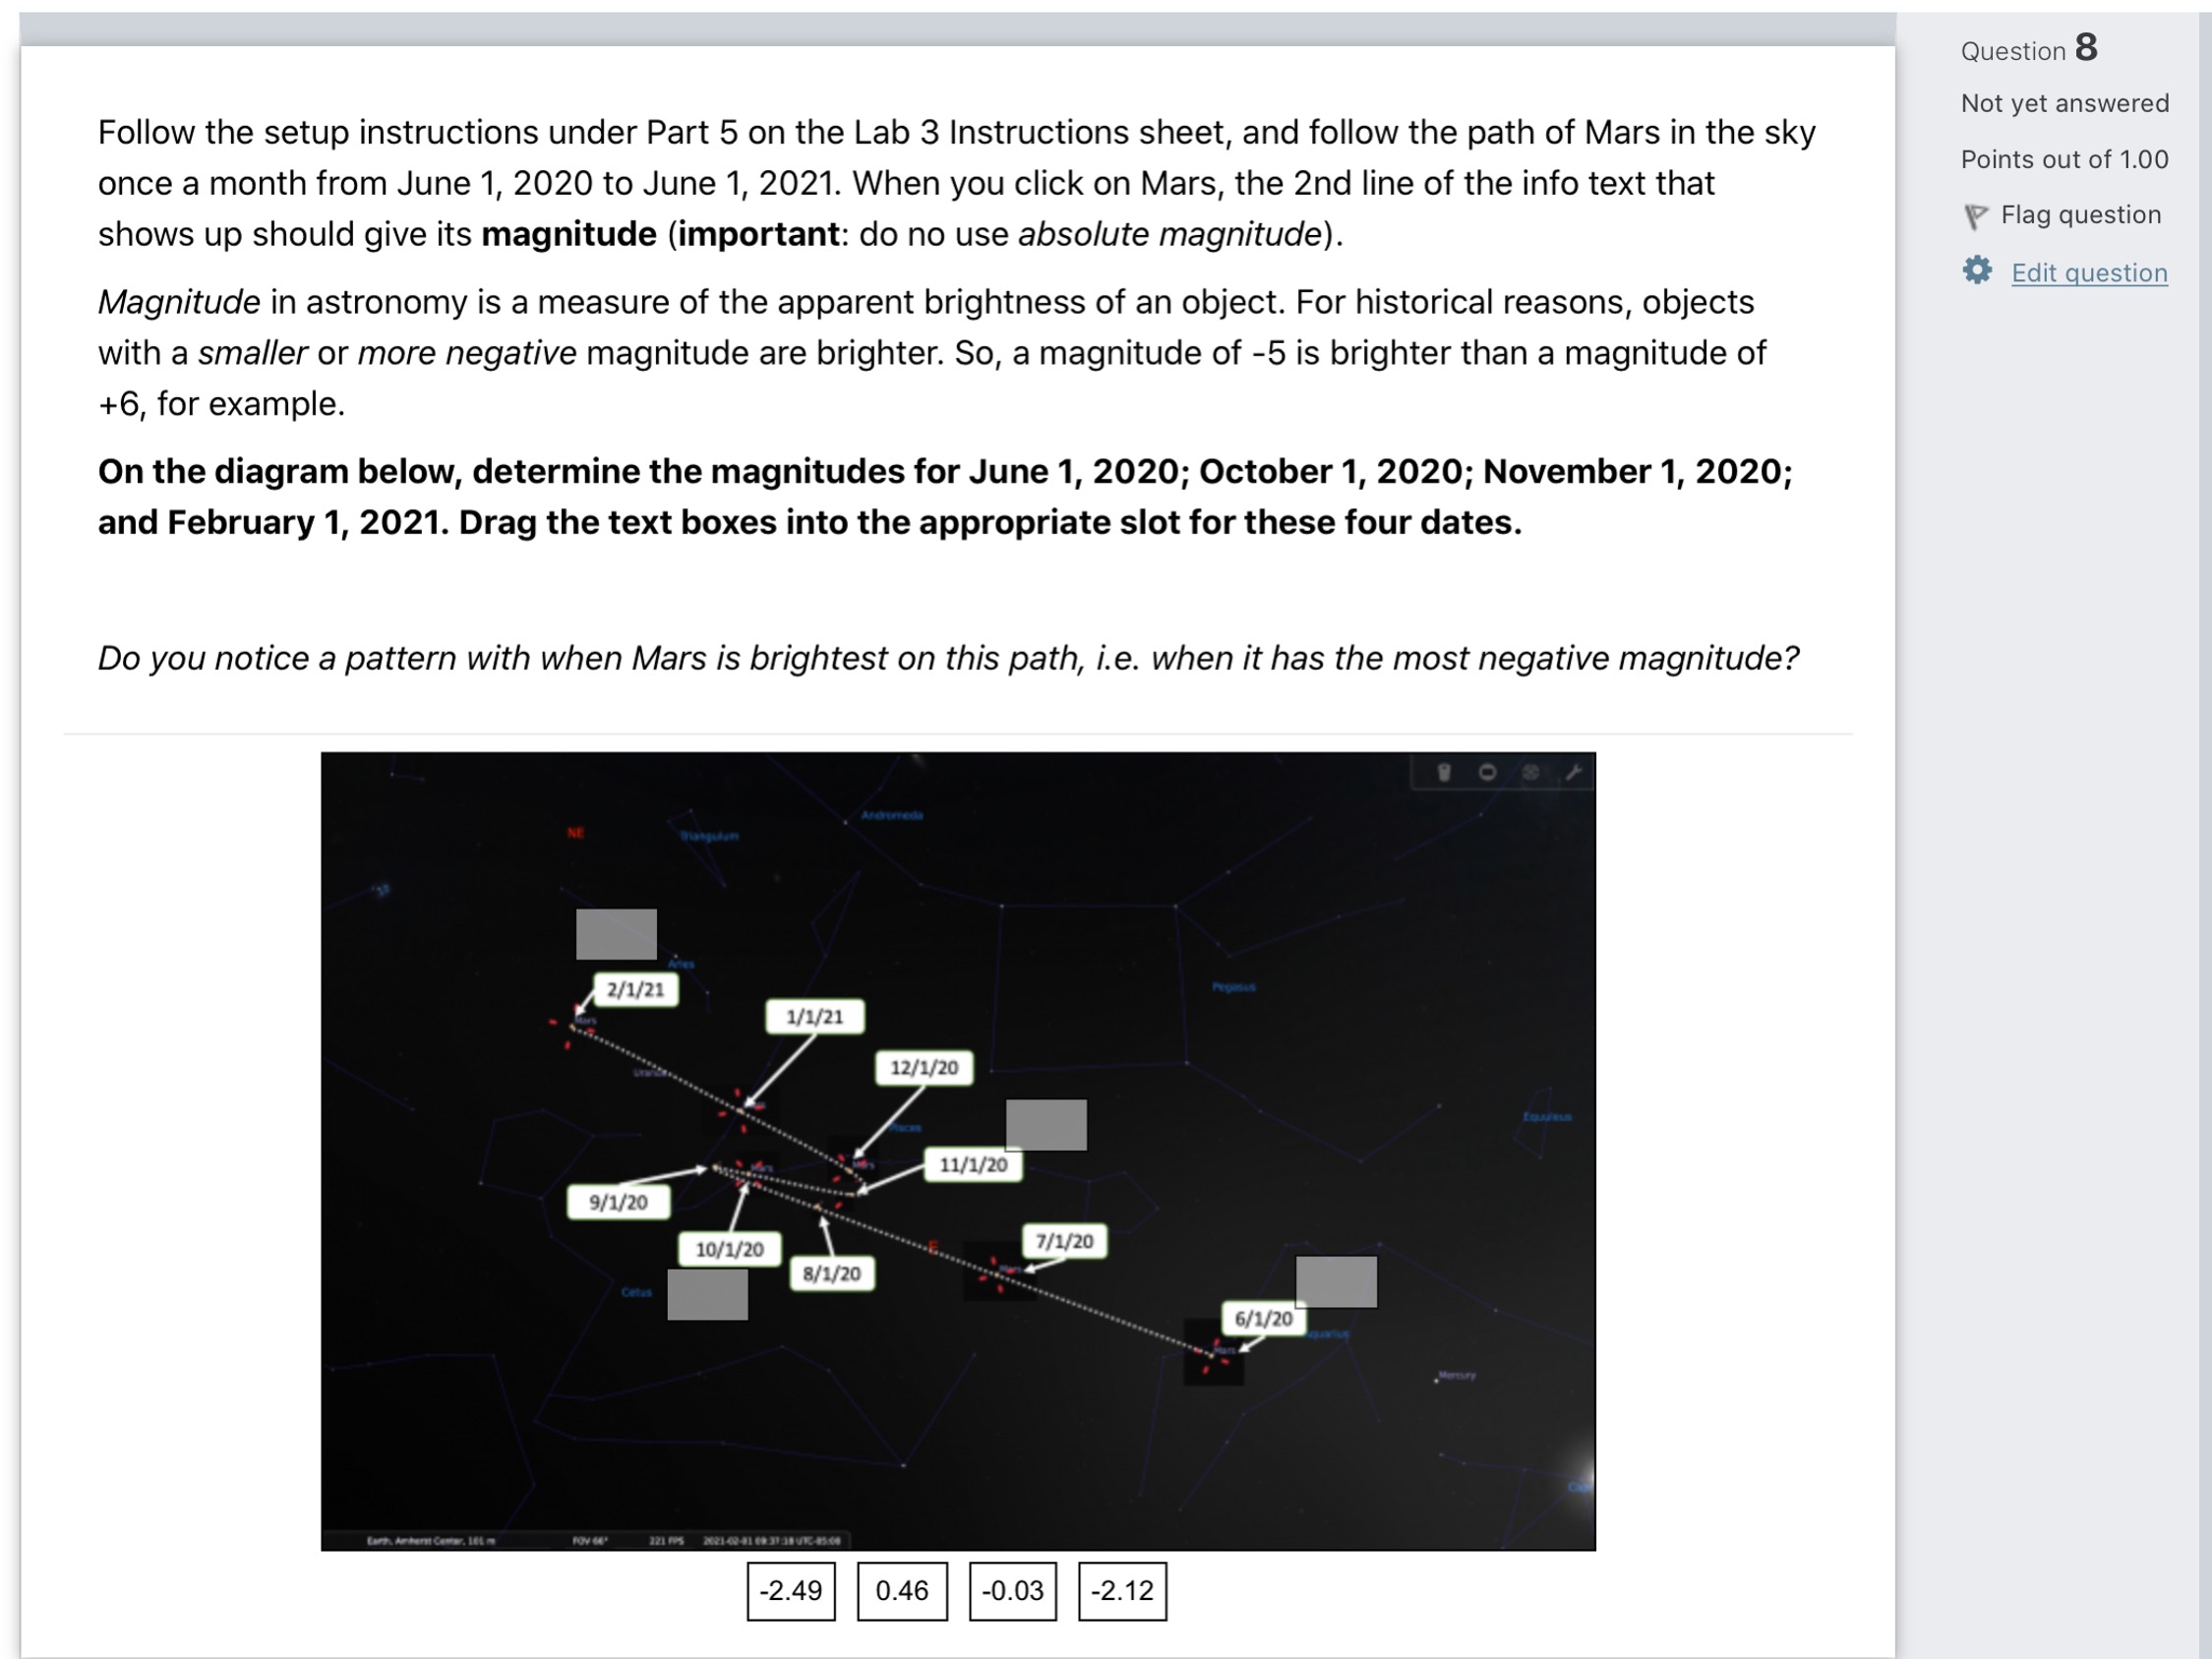 Question 8
Not yet answered
Points out of 1.00
Flag question
Edit question
Follow the setup instructions under Part 5 on the Lab 3 Instructions sheet, and follow the path of Mars in the sky
once a month from June 1, 2020 to June 1, 2021. When you click on Mars, the 2nd line of the info text that
shows up should give its magnitude (important: do no use absolute magnitude).
Magnitude in astronomy is a measure of the apparent brightness of an object. For historical reasons, objects
with a smaller or more negative magnitude are brighter. So, a magnitude of -5 is brighter than a magnitude of
+6, for example.
On the diagram below, determine the magnitudes for June 1, 2020; October 1, 2020; November 1, 2020;
and February 1, 2021. Drag the text boxes into the appropriate slot for these four dates.
Do you notice a pattern with when Mars is brightest on this path, i.e. when it has the most negative magnitude?
Andromeda
NE
Triangulum
Aries
Pegasus
2/1/21
1/1/21
Mars
12/1/20
Uranus
Equuleus
Pisces
11/1/20
Mars
Mars
9/1/20
7/1/20
10/1/20
E
8/1/20
Mars
Cetus
6/1/20
Mars
Mercury
Earth, Amherst Center, 101 m FOV 66° 221 FPS 2021-02-01 09:37:18 UTC-05:00
-2.49 0.46 -0.03 -2.12